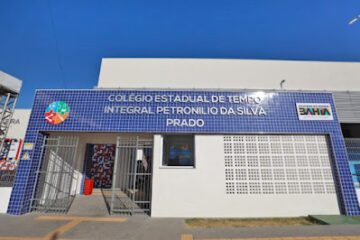 COLÉGIO ESTADUAL DE TEMPO
INTEGRAL PETRONILIO DA SILVA
PRADO
BAHIA